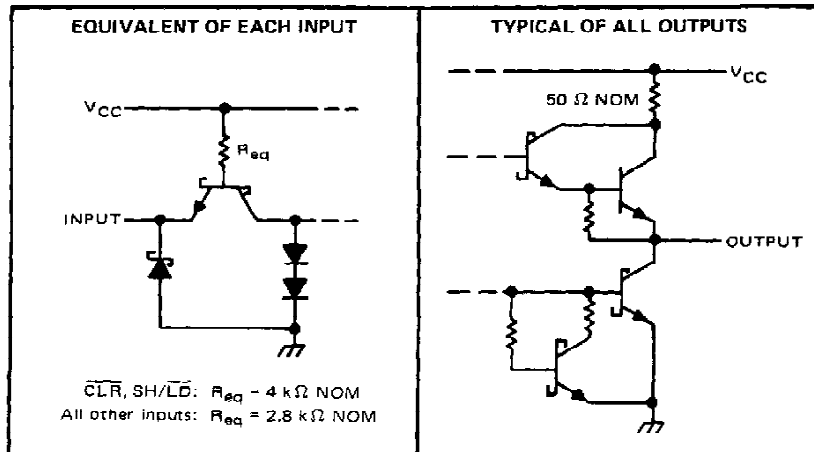 EQUIVALENT OF EACH INPUT
VCC
Req
INPUT
CLR, SH/LD: Req – 4 kΩ NOM
All other inputs: Req = 2.8 kΩ NOM
TYPICAL OF ALL OUTPUTS
VCC
50 Ω NOM
OUTPUT